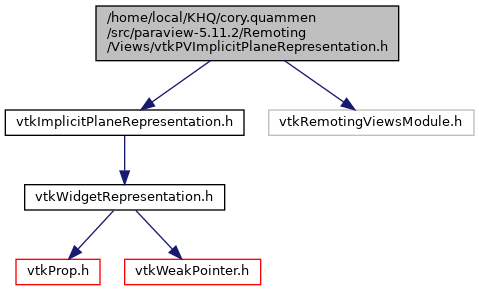 /home/local/KHQ/cory.quammen
/src/paraview-5.11.2/Remoting
/Views/vtkPVImplicitPlaneRepresentation.h
vtkImplicitPlaneRepresentation.h
vtkRemotingViewsModule.h
vtkWidgetRepresentation.h
vtkProp.h
vtkWeakPointer.h